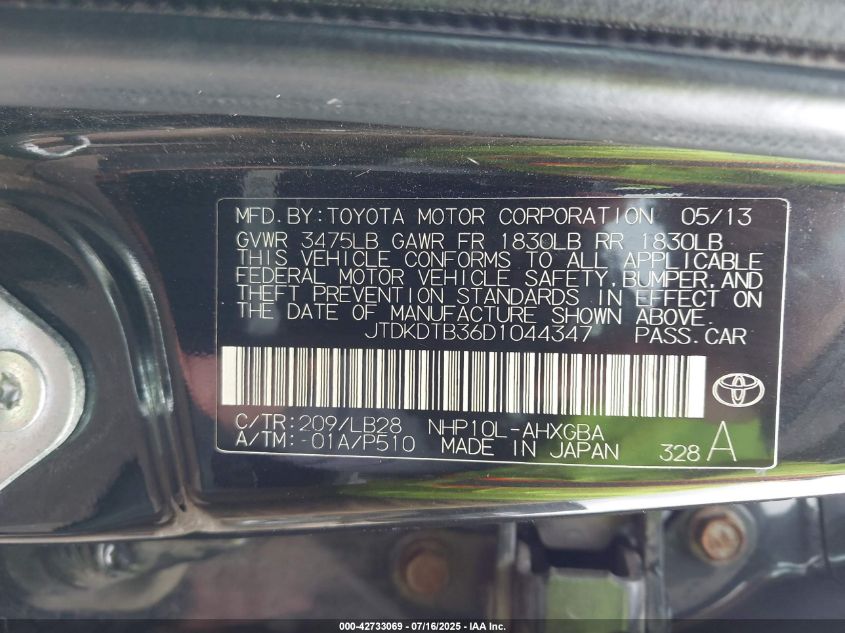 MFD.BY:TOYOTA MOTOR CORPORATION 05/13
GVWR 3475LB GAWR FR 1830LB RR 1830LB
THIS VEHICLE CONFORMS TO ALL APPLICABLE
FEDERAL MOTOR VEHICLE SAFETY,BUMPER,AND
THEFT PREVENTION STANDARDS IN EFFECT ON
THE DATE OF MANUFACTURE SHOWN ABOVE.
JTDKDTB36D1044347 PASS.CAR
C/TR:209/LB28 NHP10L-AHXGBA
A/TM:-01A/P510 MADE IN JAPAN 328 A
000-42733069 - 07/16/2025 - IAA Inc.